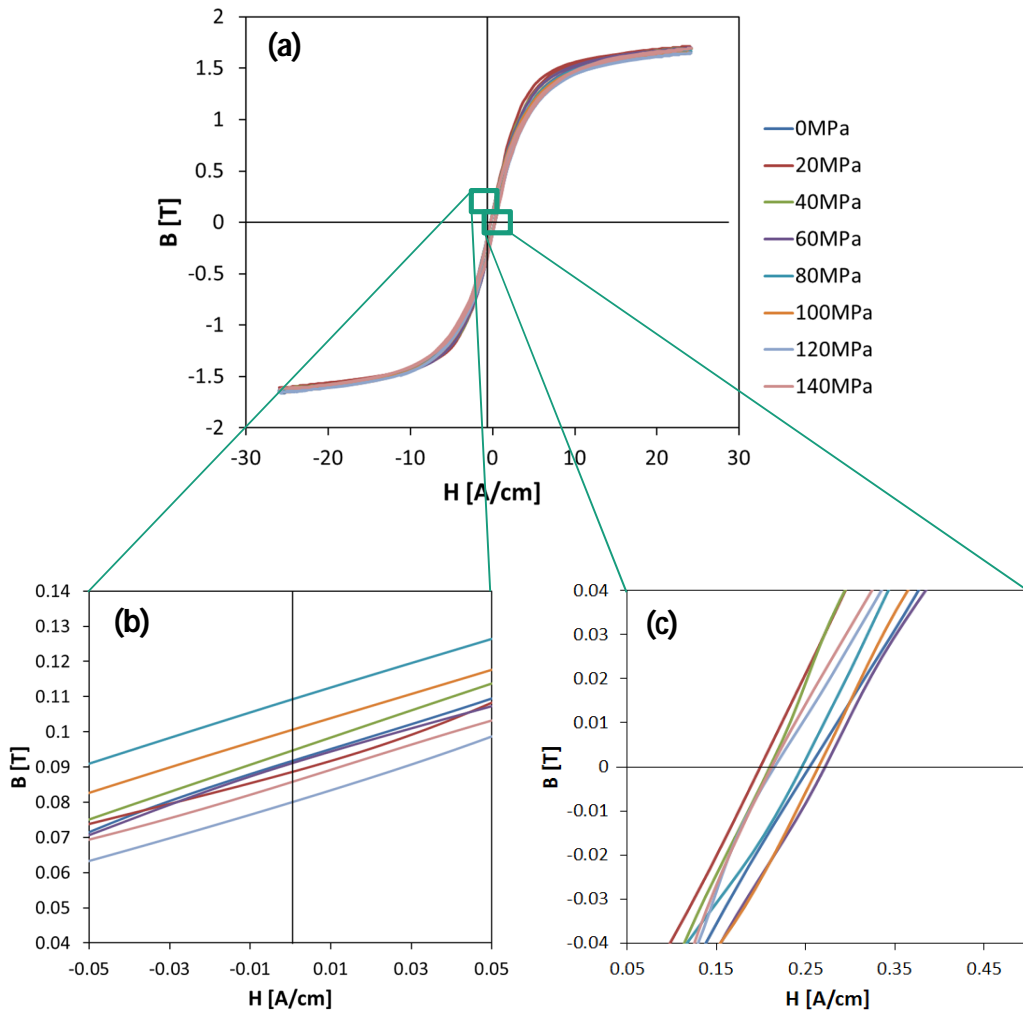 (a)
2
1.5
1
0.5
0
-0.5
-1
-1.5
-2
B [T]
-30 -20 -10 0 10 20 30
H [A/cm]
0MPa
20MPa
40MPa
60MPa
80MPa
100MPa
120MPa
140MPa
(b)
0.14
0.13
0.12
0.11
0.1
0.09
0.08
0.07
0.06
0.05
0.04
B [T]
-0.05 -0.03 -0.01 0.01 0.03 0.05
H [A/cm]
(c)
0.04
0.03
0.02
0.01
0
-0.01
-0.02
-0.03
-0.04
B [T]
0.05 0.15 0.25 0.35 0.45
H [A/cm]